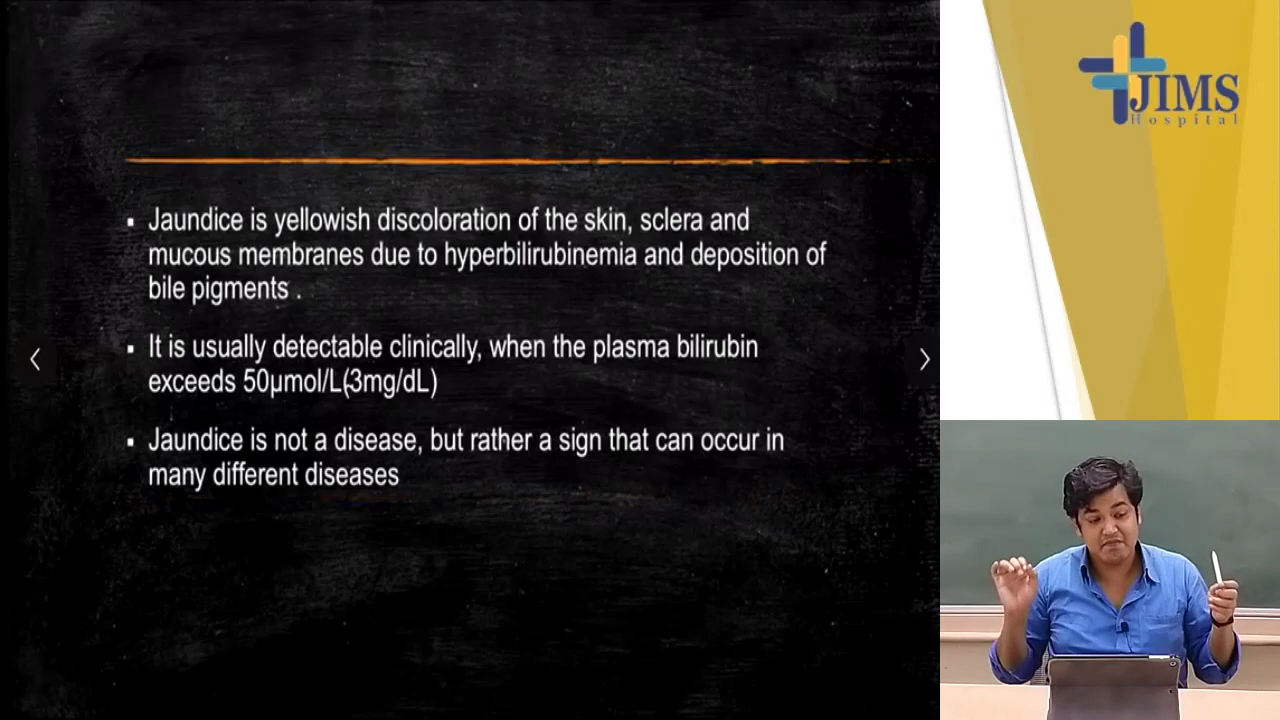 ▪ Jaundice is yellowish discoloration of the skin, sclera and
mucous membranes due to hyperbilirubinemia and deposition of
bile pigments .
▪ It is usually detectable clinically, when the plasma bilirubin
exceeds 50µmol/L(3mg/dL)
▪ Jaundice is not a disease, but rather a sign that can occur in
many different diseases
JIMS
Hospital